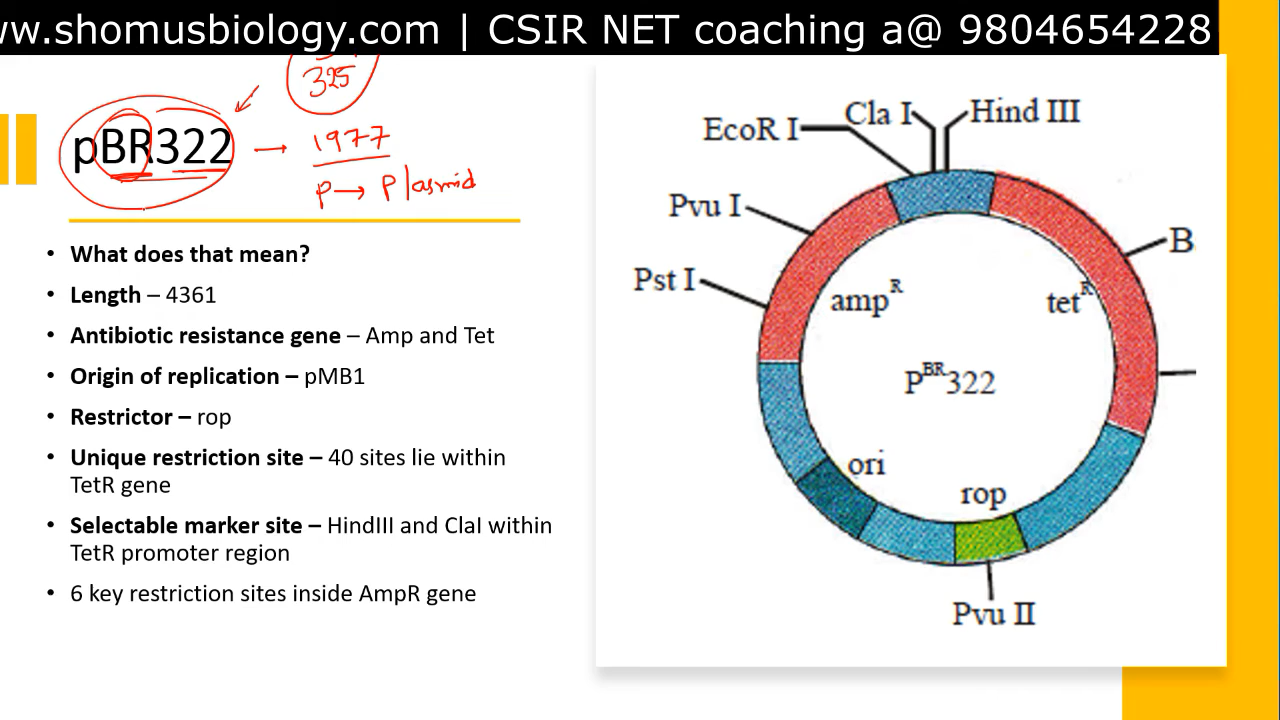 ww.shomusbiology.com | CSIR NET coaching a@ 9804654228
325
pBR322 → 1977
p → Plasmid
• What does that mean?
• Length – 4361
• Antibiotic resistance gene – Amp and Tet
• Origin of replication – pMB1
• Restrictor – rop
• Unique restriction site – 40 sites lie within
TetR gene
• Selectable marker site – HindIII and ClaI within
TetR promoter region
• 6 key restriction sites inside AmpR gene
EcoR I
Cla I
Hind III
Pvu I
Pst I
B
amp^R
tet^R
P^BR322
ori
rop
Pvu II